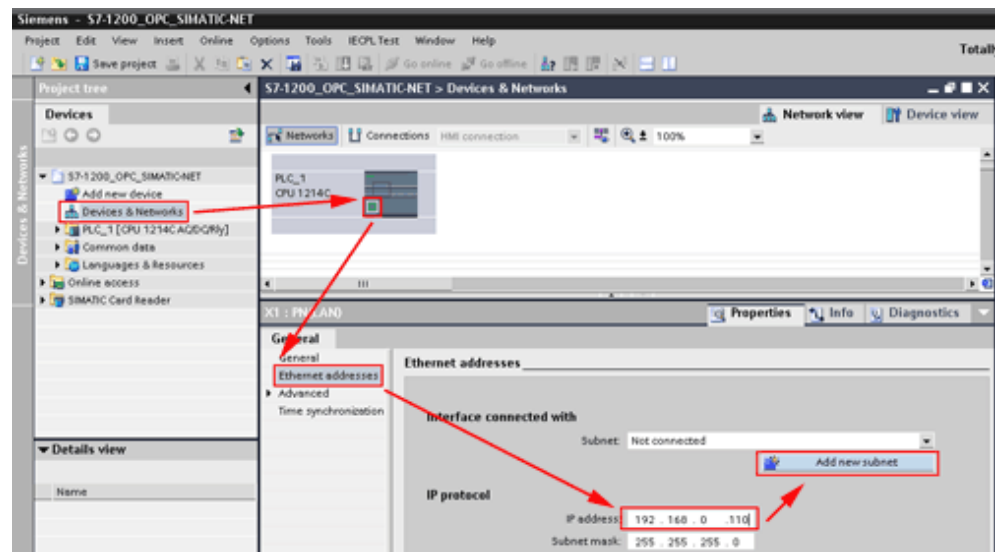 Siemens - S7-1200_OPC_SIMATIC-NET
Project Edit View Insert Online Options Tools IECPLTest Window Help
Save project Go online Go offline
Totally
Project tree
S7-1200_OPC_SIMATIC-NET > Devices & Networks
Devices
Network view Device view
Networks Connections HMI connection 100%
Devices & Networks
S7-1200_OPC_SIMATIC-NET
Add new device
Devices & Networks
PLC_1 [CPU 1214C AC/DC/Rly]
Common data
Languages & Resources
Online access
SIMATIC Card Reader
PLC_1
CPU 1214C
X1 : PN(LAN)
Properties Info Diagnostics
General
General
Ethernet addresses
Advanced
Time synchronization
Ethernet addresses
Interface connected with
Subnet: Not connected
Add new subnet
IP protocol
IP address: 192 . 168 . 0 .110
Subnet mask: 255 . 255 . 255 . 0
Details view
Name